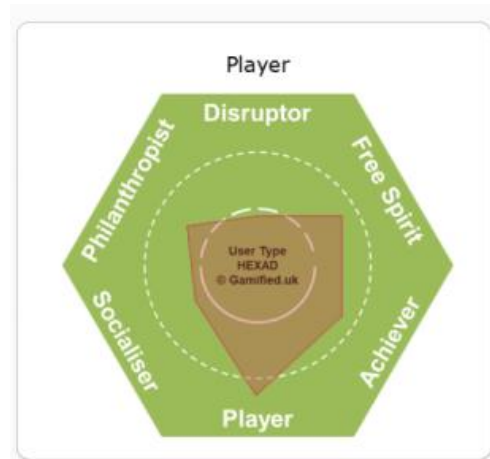 Player
Disruptor
Philanthropist
Free Spirit
User Type
HEXAD
© Gamified.uk
Socialiser
Achiever
Player